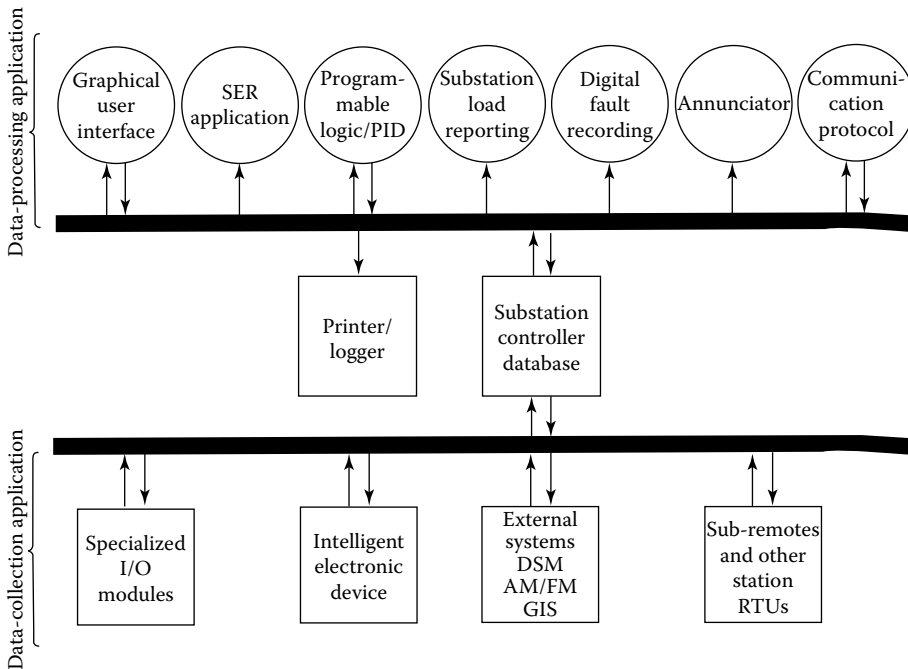 Data-processing application
Graphical
user
interface
SER
application
Program-
mable
logic/PID
Substation
load
reporting
Digital
fault
recording
Annunciator
Communi-
cation
protocol
Printer/
logger
Substation
controller
database
Data-collection application
Specialized
I/O
modules
Intelligent
electronic
device
External
systems
DSM
AM/FM
GIS
Sub-remotes
and other
station
RTUs